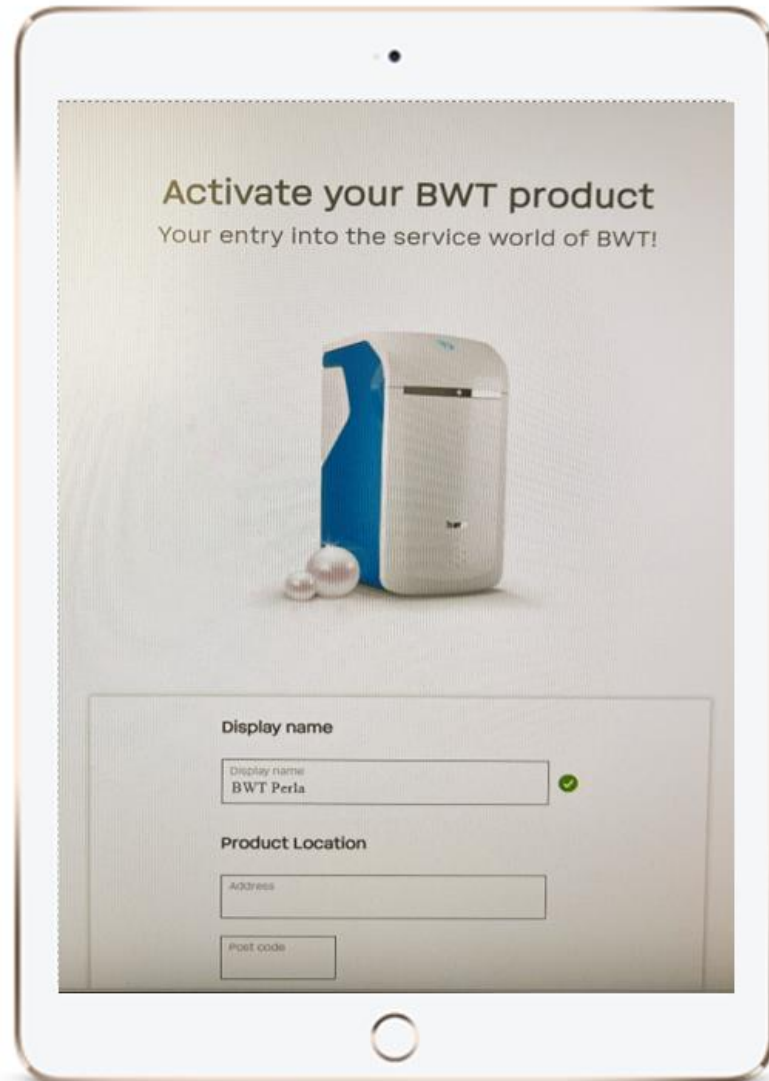 Activate your BWT product
Your entry into the service world of BWT!
Display name
Display name
BWT Perla
Product Location
Address
Post code